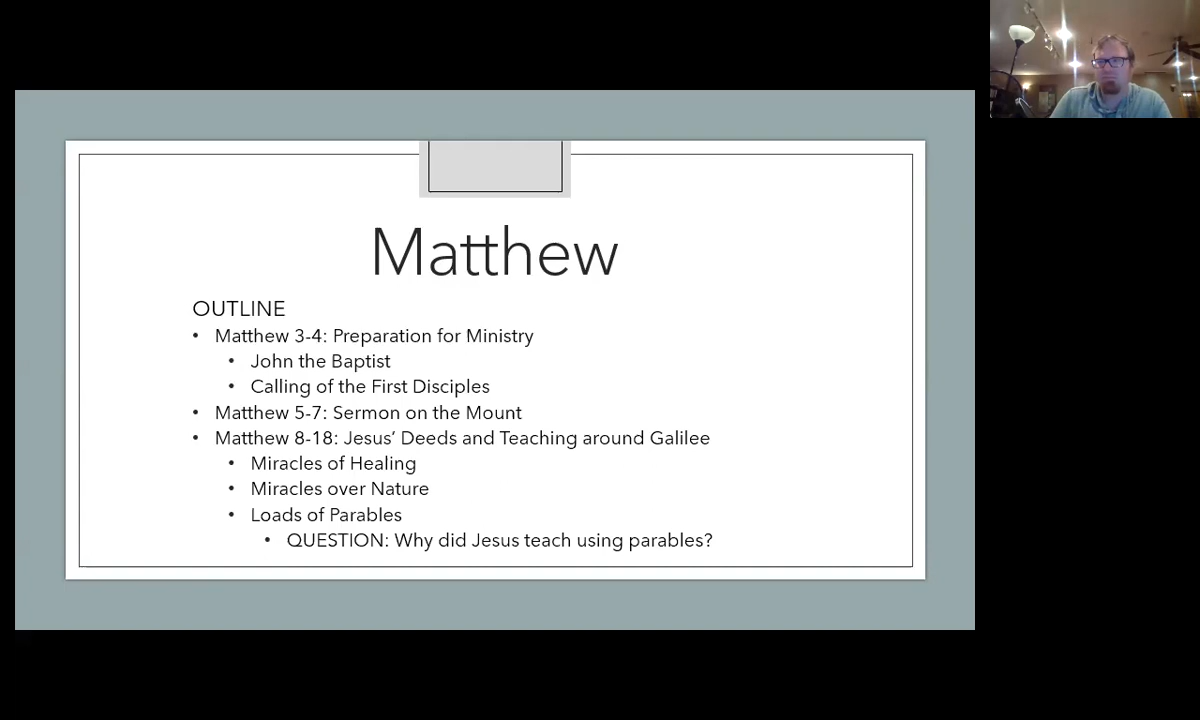 Matthew
OUTLINE
• Matthew 3-4: Preparation for Ministry
• John the Baptist
• Calling of the First Disciples
• Matthew 5-7: Sermon on the Mount
• Matthew 8-18: Jesus’ Deeds and Teaching around Galilee
• Miracles of Healing
• Miracles over Nature
• Loads of Parables
• QUESTION: Why did Jesus teach using parables?